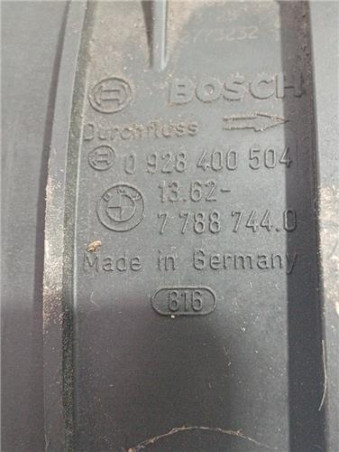 BOSCH
Durchfluss
0 928 400 504
13.62-
7 788 744.0
Made in Germany
816